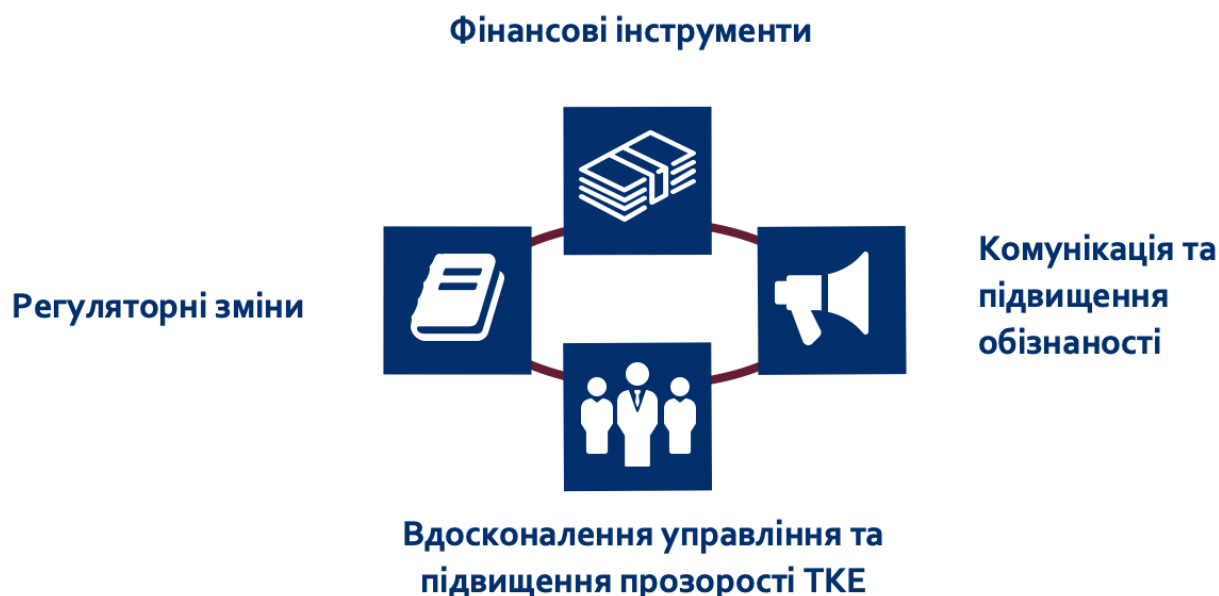 Фінансові інструменти
Регуляторні зміни
Комунікація та
підвищення
обізнаності
Вдосконалення управління та
підвищення прозорості ТКЕ